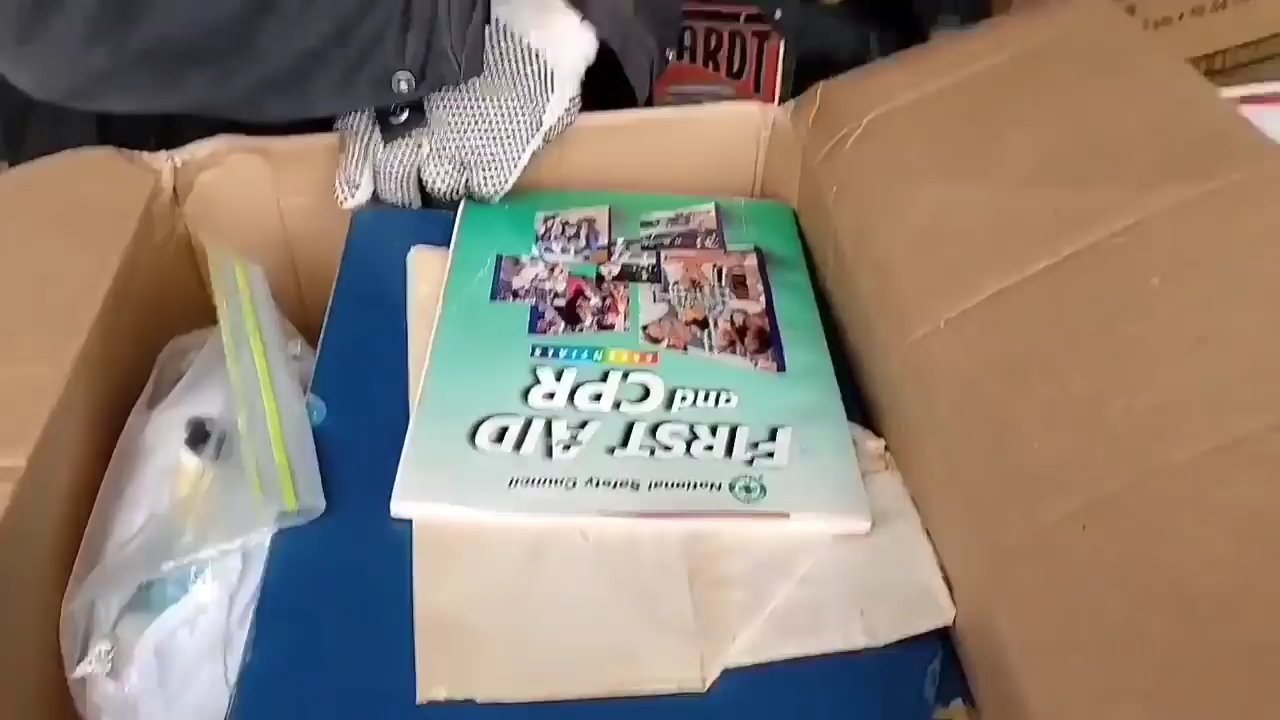 ARDT
National Safety Council
FIRST AID
and CPR
ESSENTIALS